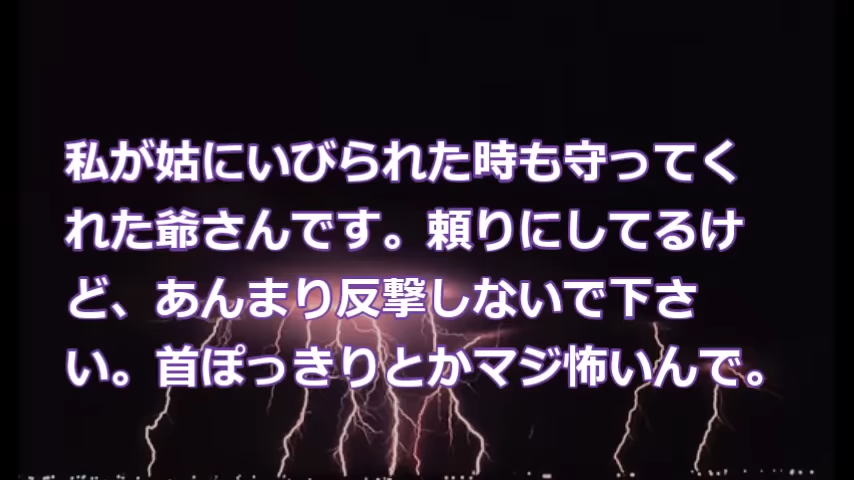 私が姑にいびられた時も守ってく
れた爺さんです。頼りにしてるけ
ど、あんまり反撃しないで下さ
い。首ぽっきりとかマジ怖いんで。